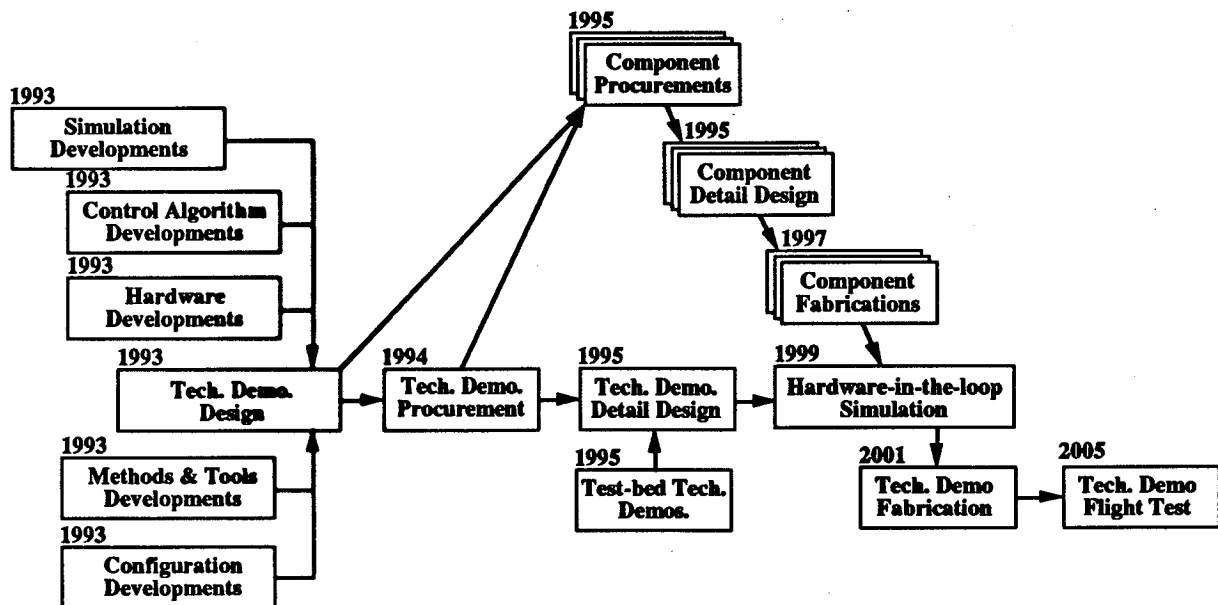 1995
Component
Procurements
1993
Simulation
Developments
1995
Component
Detail Design
1993
Control Algorithm
Developments
1997
Component
Fabrications
1993
Hardware
Developments
1993
Tech. Demo.
Design
1994
Tech. Demo.
Procurement
1995
Tech. Demo.
Detail Design
1999
Hardware-in-the-loop
Simulation
1993
Methods & Tools
Developments
1995
Test-bed Tech.
Demos.
2001
Tech. Demo
Fabrication
2005
Tech. Demo
Flight Test
1993
Configuration
Developments